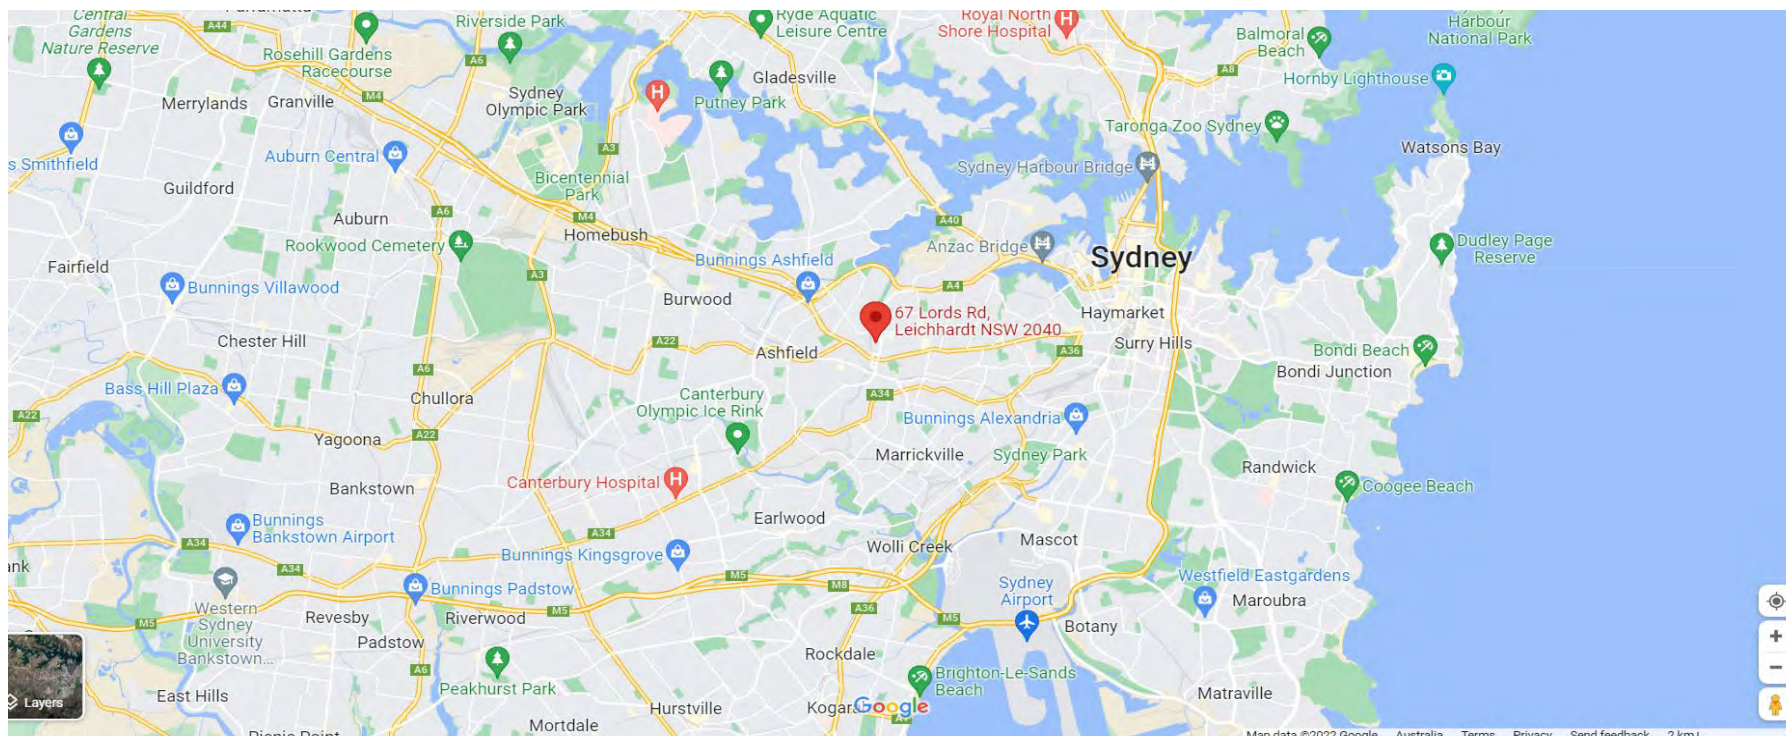 Central
Gardens
Nature Reserve
A44
Riverside Park
Ryde Aquatic
Leisure Centre
Royal North
Shore Hospital
Balmoral
Beach
Harbour
National Park
Rosehill Gardens
Racecourse
A6
Gladesville
A8
Hornby Lighthouse
Merrylands
Granville
M4
Sydney
Olympic Park
Putney Park
Taronga Zoo Sydney
Watsons Bay
s Smithfield
Auburn Central
A3
Sydney Harbour Bridge
Guildford
Bicentennial
Park
Auburn
A6
M4
A40
Homebush
Rookwood Cemetery
Anzac Bridge
Sydney
Dudley Page
Reserve
Fairfield
Bunnings Ashfield
A3
Bunnings Villawood
Burwood
A4
67 Lords Rd,
Leichhardt NSW 2040
Haymarket
Chester Hill
A22
Ashfield
A36
Surry Hills
Bondi Beach
Bondi Junction
A6
Bass Hill Plaza
Chullora
Canterbury
Olympic Ice Rink
A34
A22
Bunnings Alexandria
Yagoona
A22
Marrickville
Sydney Park
Randwick
Bankstown
Canterbury Hospital
Coogee Beach
Bunnings
Bankstown Airport
Earlwood
A34
A34
Wolli Creek
Mascot
Bunnings Kingsgrove
ank
A34
M5
M8
Sydney
Airport
Westfield Eastgardens
Bunnings Padstow
Maroubra
Western
Sydney
University
Bankstown...
Revesby
Riverwood
M5
A36
M5
M5
Botany
Padstow
Rockdale
A6
Peakhurst Park
Brighton-Le-Sands
Beach
East Hills
Layers
Hurstville
Google
Matraville
Mortdale
Map data ©2022 Google
Australia
Terms
Privacy
Send feedback
2 km